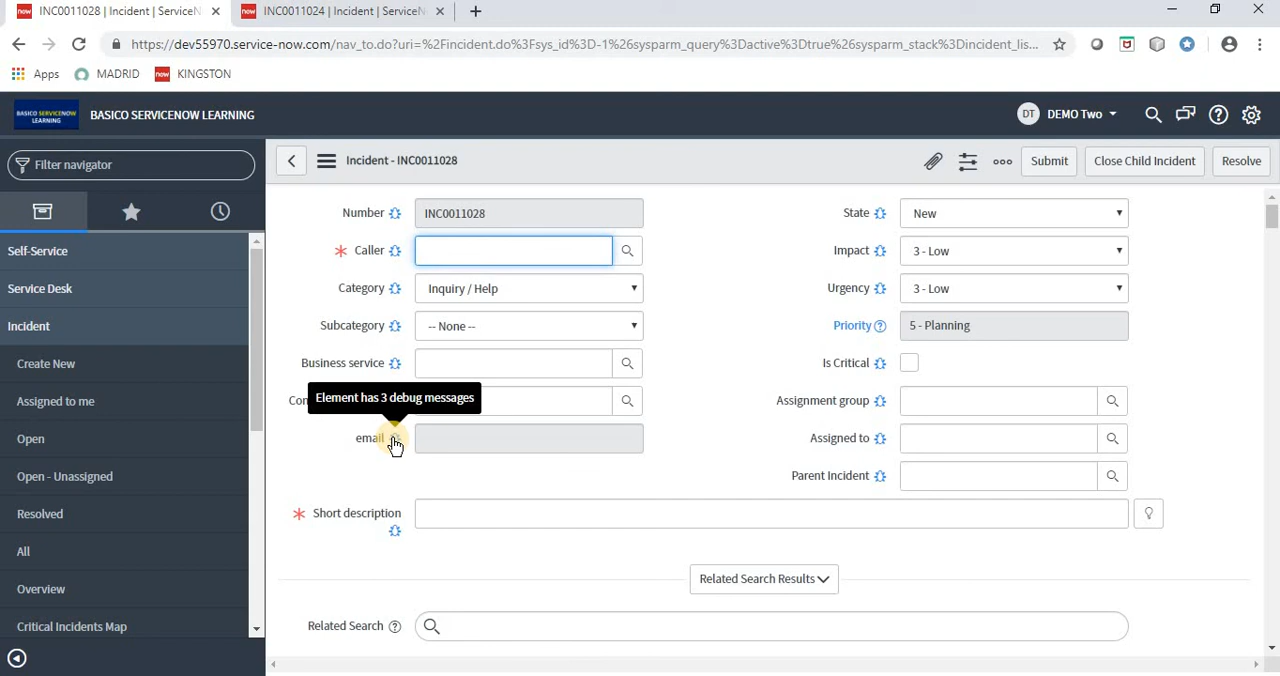 INC0011028 | Incident | ServiceN
INC0011024 | Incident | ServiceN
https://dev55970.service-now.com/nav_to.do?uri=%2Fincident.do%3Fsys_id%3D-1%26sysparm_query%3Dactive%3Dtrue%26sysparm_stack%3Dincident_lis...
Apps
MADRID
now KINGSTON
BASICO SERVICENOW LEARNING
BASICO SERVICENOW LEARNING
DT DEMO Two
Filter navigator
Incident - INC0011028
Submit
Close Child Incident
Resolve
Self-Service
Service Desk
Incident
Create New
Assigned to me
Open
Open - Unassigned
Resolved
All
Overview
Critical Incidents Map
Number INC0011028
Caller
Category Inquiry / Help
Subcategory -- None --
Business service
Element has 3 debug messages
email
State New
Impact 3 - Low
Urgency 3 - Low
Priority 5 - Planning
Is Critical
Assignment group
Assigned to
Parent Incident
Short description
Related Search Results
Related Search